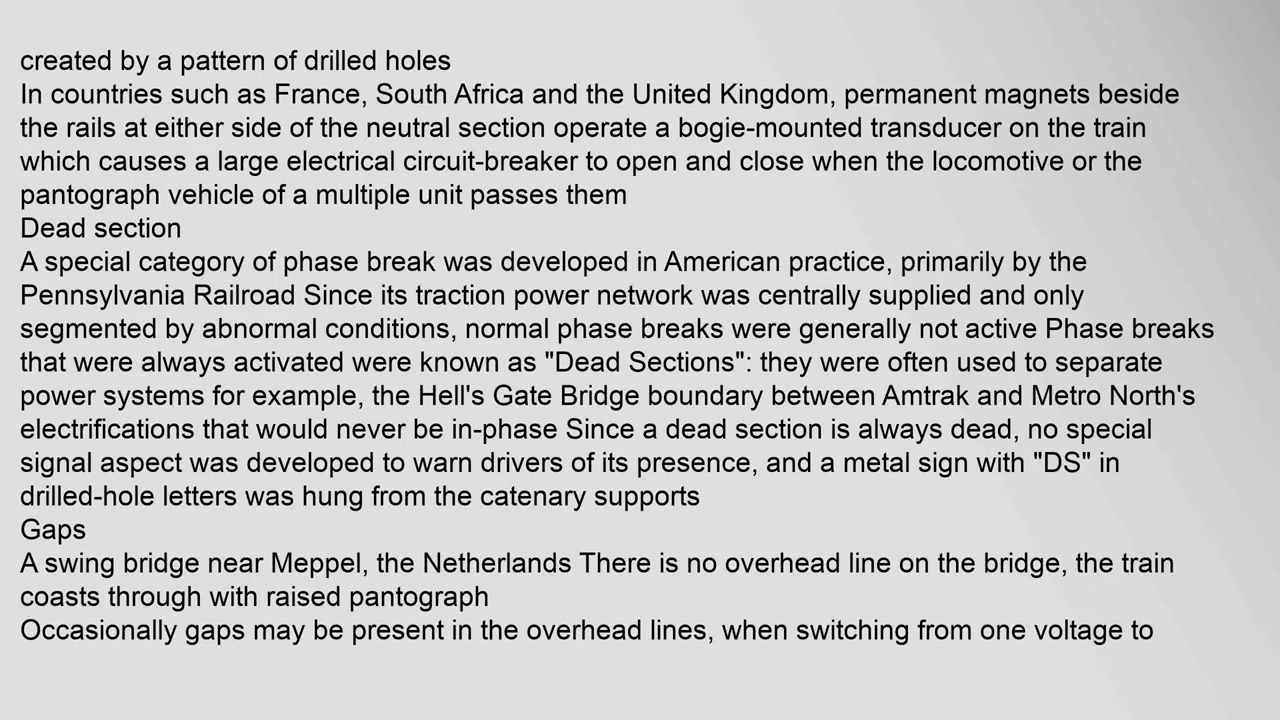 created by a pattern of drilled holes
In countries such as France, South Africa and the United Kingdom, permanent magnets beside
the rails at either side of the neutral section operate a bogie-mounted transducer on the train
which causes a large electrical circuit-breaker to open and close when the locomotive or the
pantograph vehicle of a multiple unit passes them
Dead section
A special category of phase break was developed in American practice, primarily by the
Pennsylvania Railroad Since its traction power network was centrally supplied and only
segmented by abnormal conditions, normal phase breaks were generally not active Phase breaks
that were always activated were known as "Dead Sections": they were often used to separate
power systems for example, the Hell's Gate Bridge boundary between Amtrak and Metro North's
electrifications that would never be in-phase Since a dead section is always dead, no special
signal aspect was developed to warn drivers of its presence, and a metal sign with "DS" in
drilled-hole letters was hung from the catenary supports
Gaps
A swing bridge near Meppel, the Netherlands There is no overhead line on the bridge, the train
coasts through with raised pantograph
Occasionally gaps may be present in the overhead lines, when switching from one voltage to